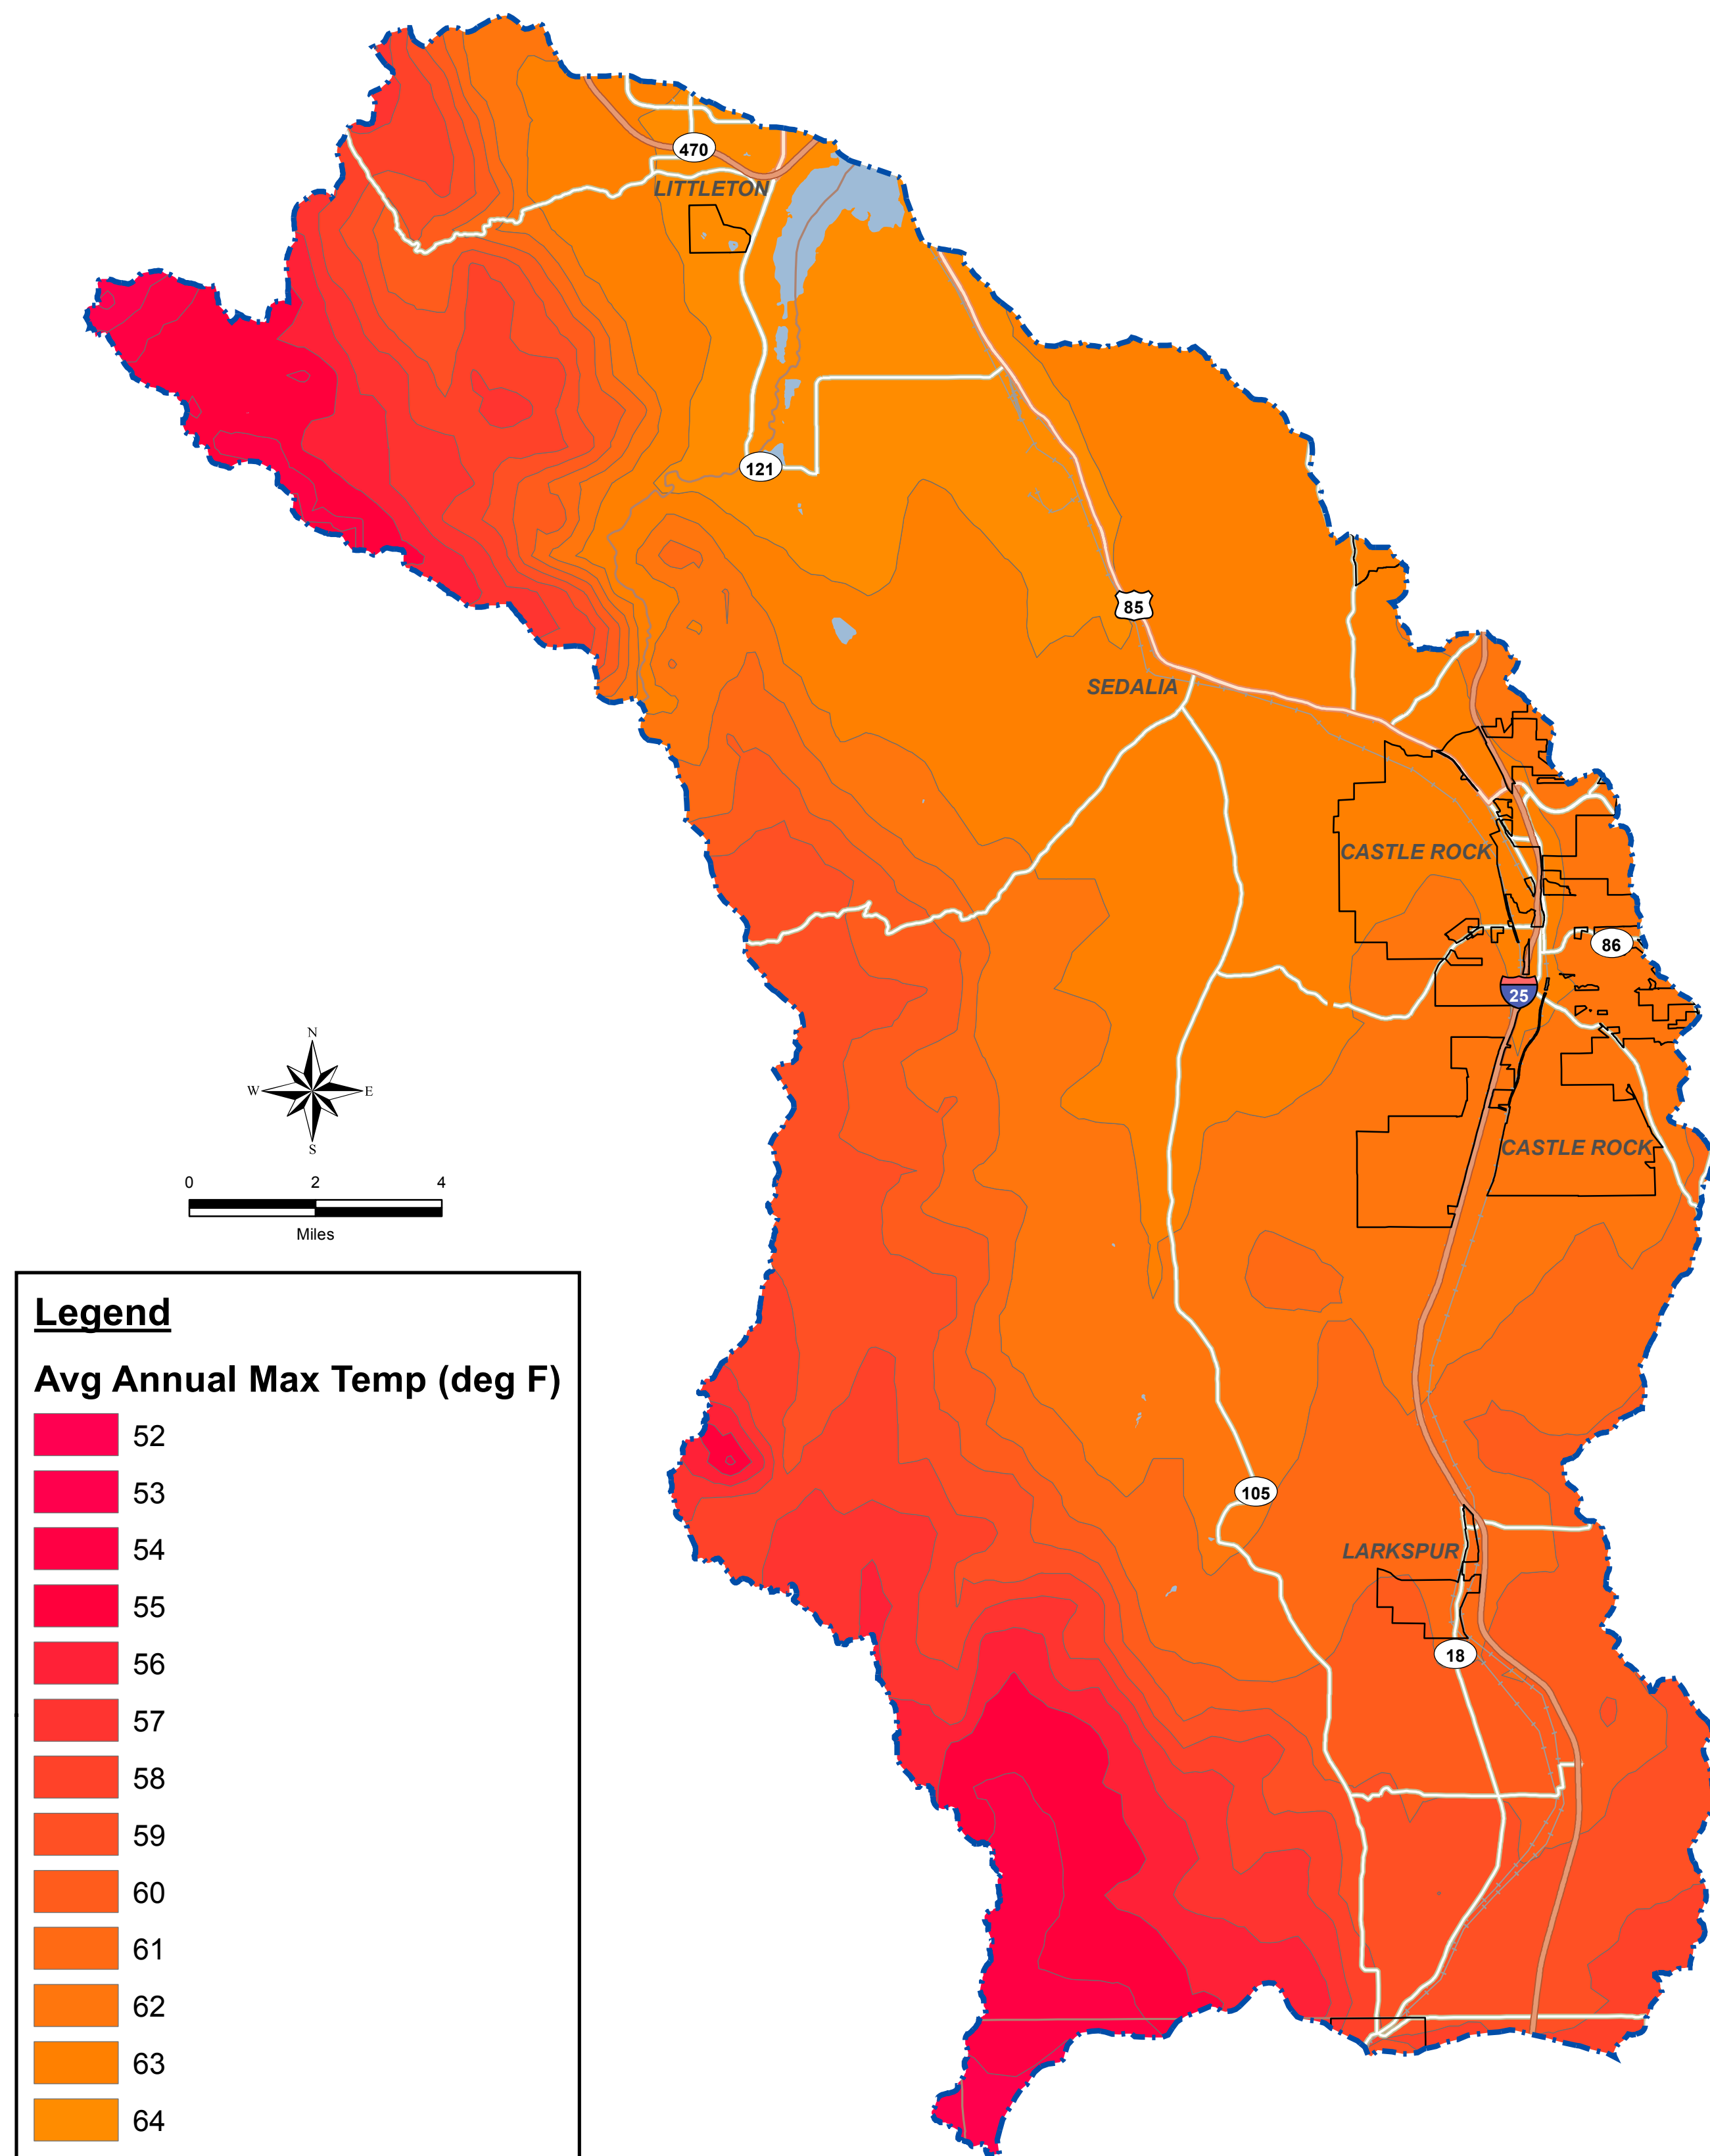 470
LITTLETON
121
85
SEDALIA
CASTLE ROCK
86
25
N
W E
S
CASTLE ROCK
0 2 4
Miles
105
LARKSPUR
18
Legend
Avg Annual Max Temp (deg F)
52
53
54
55
56
57
58
59
60
61
62
63
64